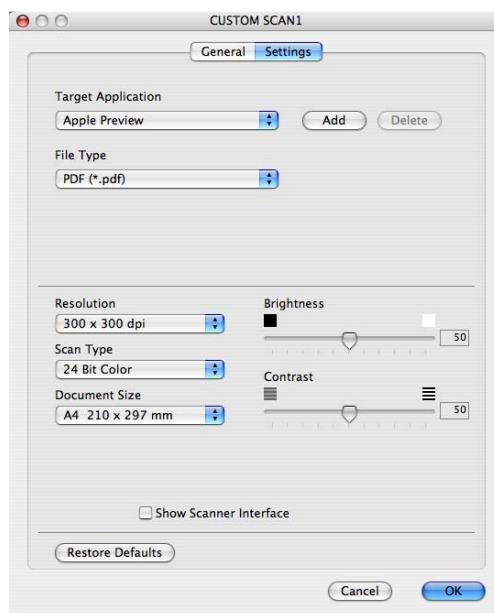 CUSTOM SCAN1
General Settings
Target Application
Apple Preview Add Delete
File Type
PDF (*.pdf)
Resolution
300 x 300 dpi
Scan Type
24 Bit Color
Document Size
A4 210 x 297 mm
Brightness
50
Contrast
50
Show Scanner Interface
Restore Defaults
Cancel OK